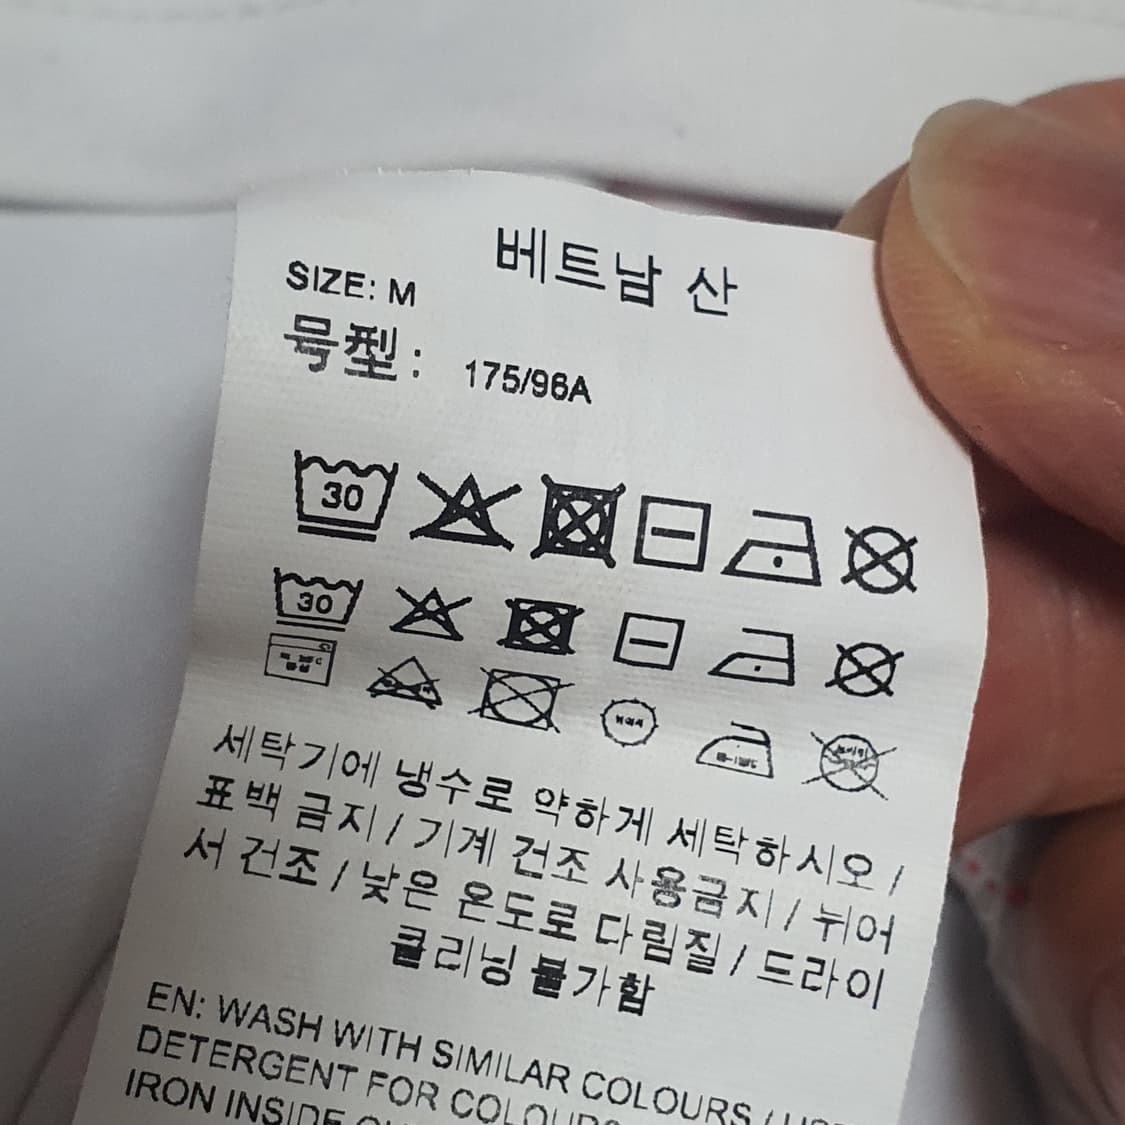 베트남 산
SIZE: M
号型: 175/96A
30
30
세탁기에 냉수로 약하게 세탁하시오 /
표백 금지 / 기계 건조 사용금지 / 뉘어
서 건조 / 낮은 온도로 다림질 / 드라이
클리닝 불가함
EN: WASH WITH SIMILAR COLOURS /
DETERGENT FOR
IRON INSIDE